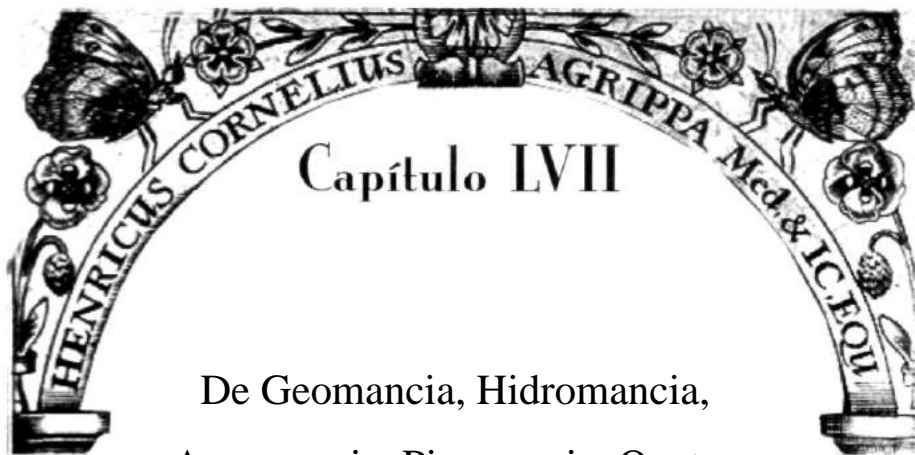 HENRICUS CORNELIUS AGRIPPA Med, & IC. EQU
Capítulo LVII
De Geomancia, Hidromancia,